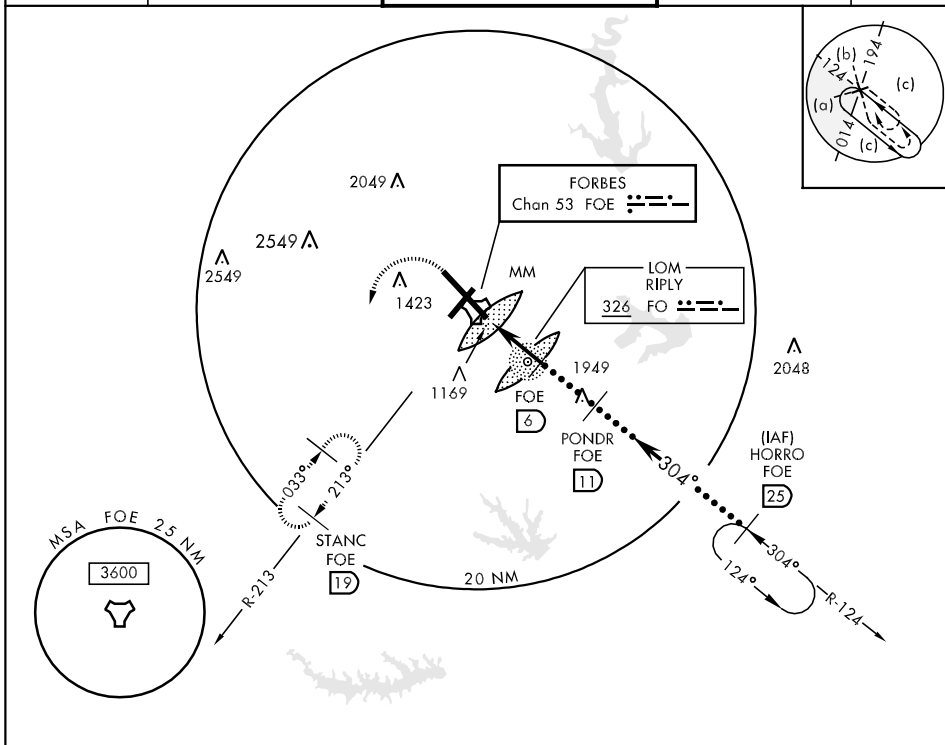 (b)
194
124
(c)
(a)
014
(c)
2049
FORBES
Chan 53 FOE
2549
2549
MM
LOM
RIPLY
326 FO
1423
1949
2048
1169
FOE
6
PONDR
FOE
11
(IAF)
HORRO
FOE
25
304°
033°
213°
STANC
FOE
19
304°
124°
R-124
MSA FOE 25 NM
3600
R-213
20 NM